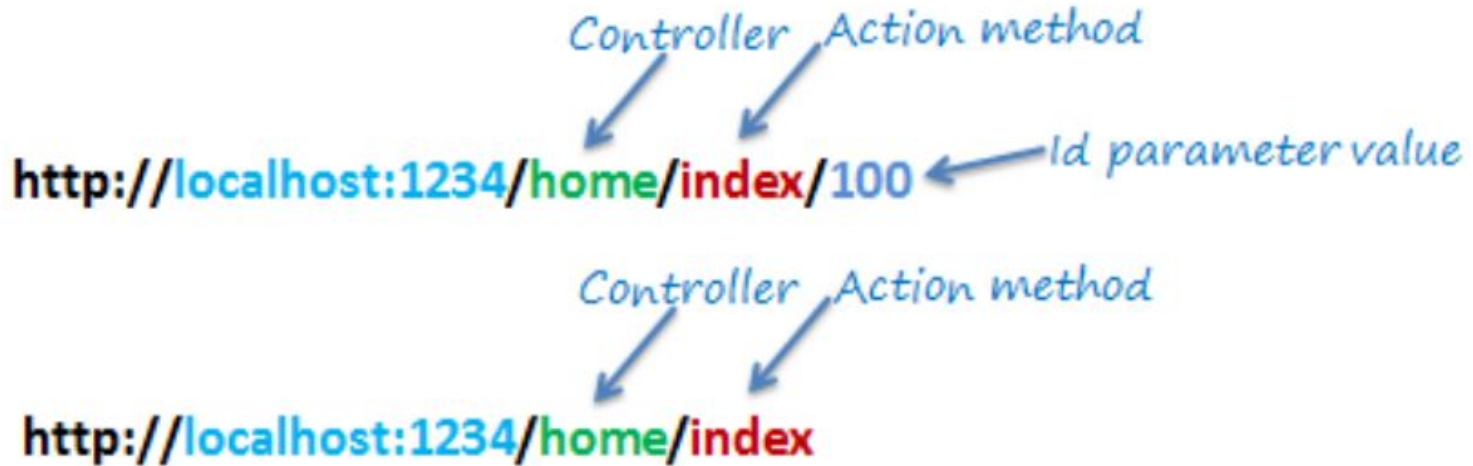 Controller Action method
http://localhost:1234/home/index/100
Id parameter value
Controller Action method
http://localhost:1234/home/index